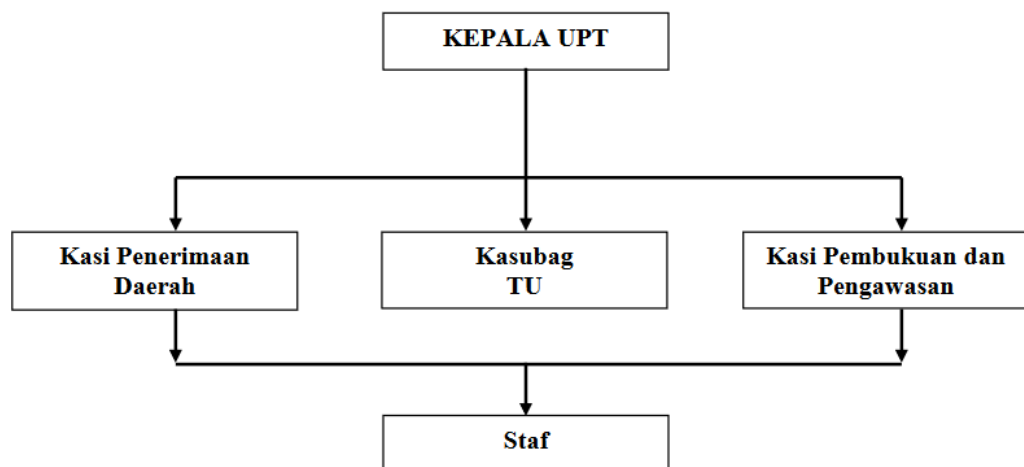 KEPALA UPT
Kasi Penerimaan
Daerah
Kasubag
TU
Kasi Pembukuan dan
Pengawasan
Staf